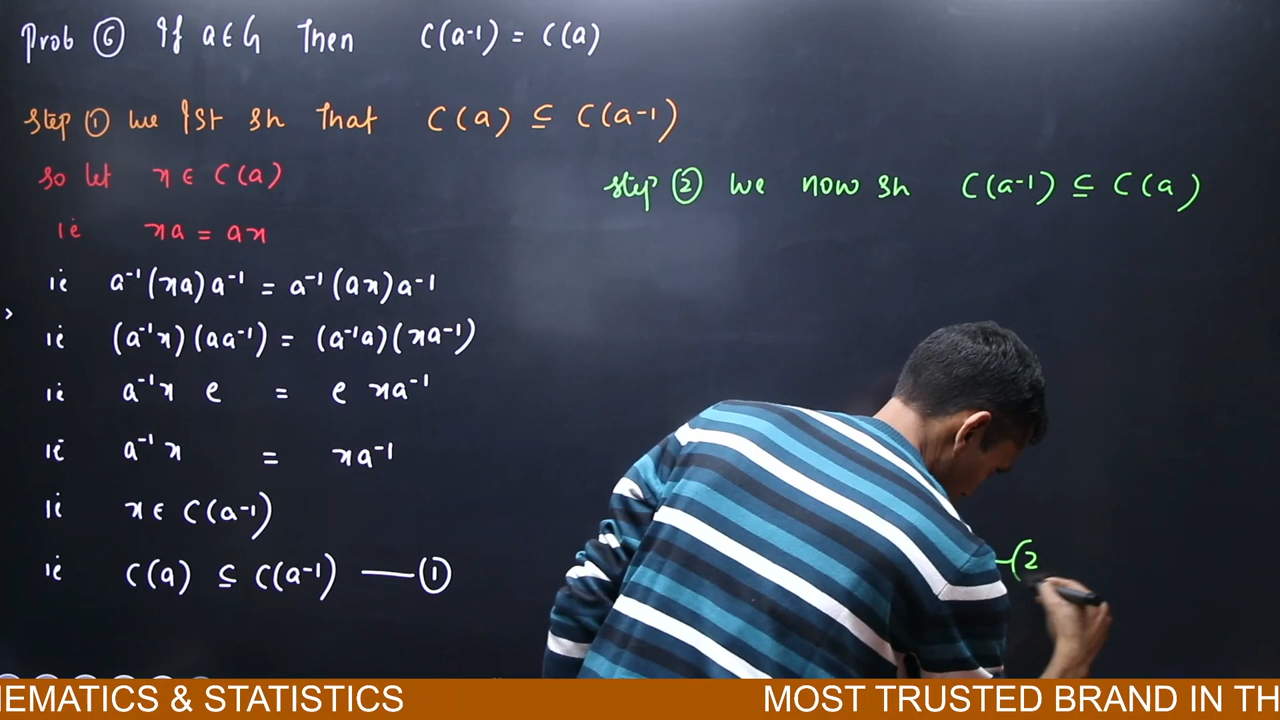 Prob ⑥ If a∈G Then C(a-1) = C(a)
Step ① we 1st sh That C(a) ⊆ C(a-1)
so let x ∈ C(a)
ie xa = ax
ie a⁻¹(xa)a⁻¹ = a⁻¹(ax)a⁻¹
ie (a⁻¹x)(aa⁻¹) = (a⁻¹a)(xa⁻¹)
ie a⁻¹x e = e xa⁻¹
ie a⁻¹x = xa⁻¹
ie x ∈ C(a-1)
ie C(a) ⊆ C(a-1) —①
Step ② we now sh C(a-1) ⊆ C(a)
—(2
HEMATICS & STATISTICS MOST TRUSTED BRAND IN TH